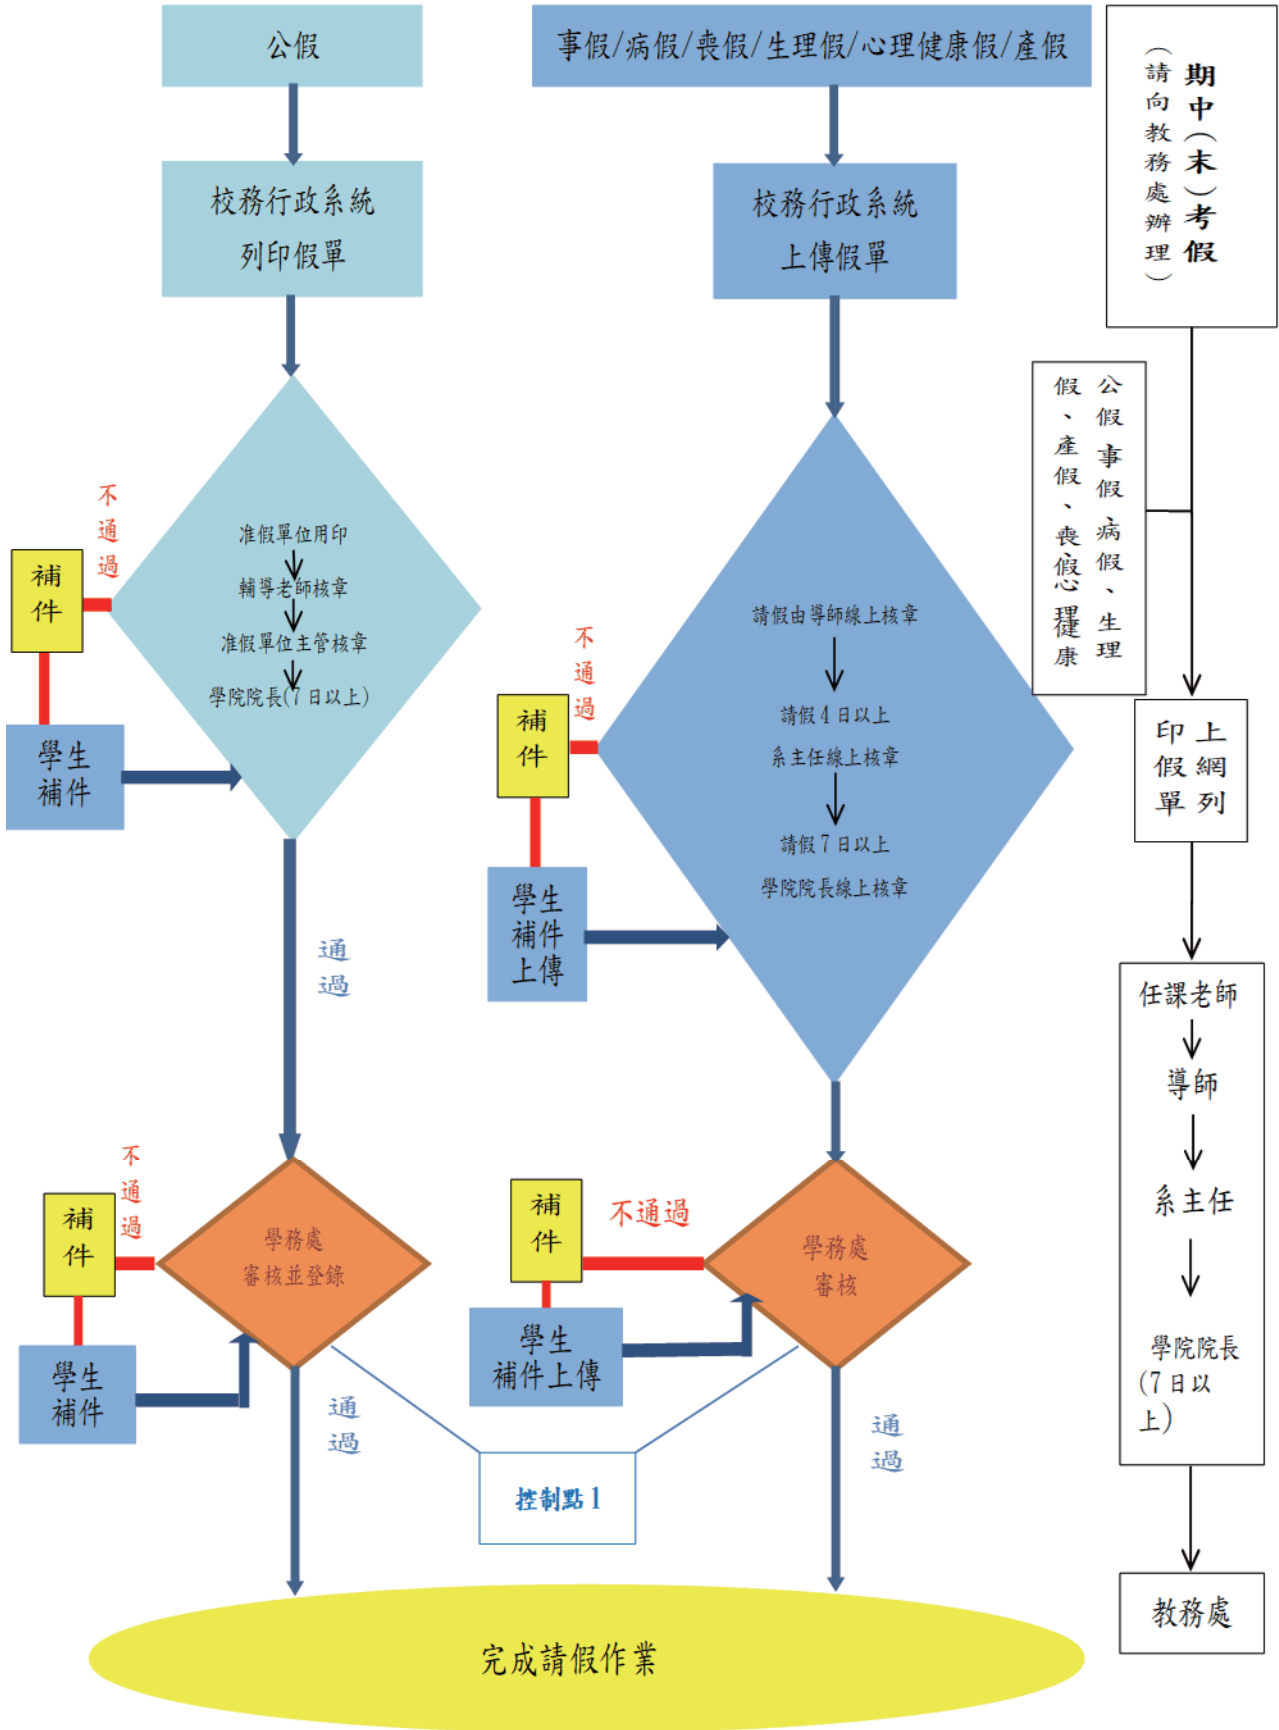 公假
校務行政系統
列印假單
准假單位用印
輔導老師核章
准假單位主管核章
學院院長(7日以上)
不通過
補件
學生
補件
通過
學務處
審核並登錄
不通過
補件
學生
補件
通過
事假/病假/喪假/生理假/心理健康假/產假
校務行政系統
上傳假單
請假由導師線上核章
請假4日以上
系主任線上核章
請假7日以上
學院院長線上核章
不通過
補件
學生
補件
上傳
學務處
審核
不通過
補件
學生
補件上傳
通過
控制點1
完成請假作業
期中(末)考假
(請向教務處辦理)
公假 事假 病假、生理
假、產假、喪假心理健康
上網列
印假單
任課老師
導師
系主任
學院院長
(7日以
上)
教務處